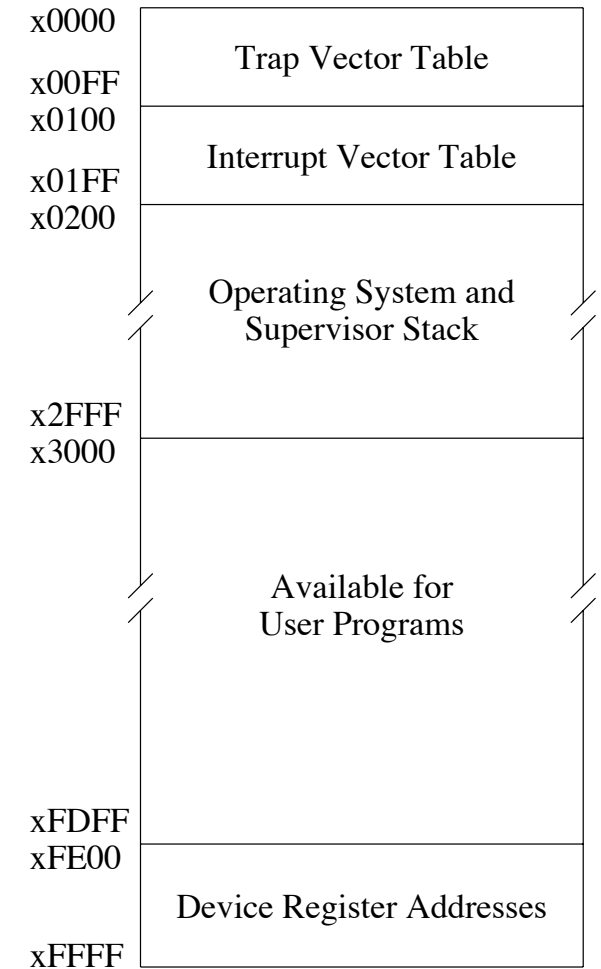 x0000
Trap Vector Table
x00FF
x0100
Interrupt Vector Table
x01FF
x0200
Operating System and
Supervisor Stack
x2FFF
x3000
Available for
User Programs
xFDFF
xFE00
Device Register Addresses
xFFFF